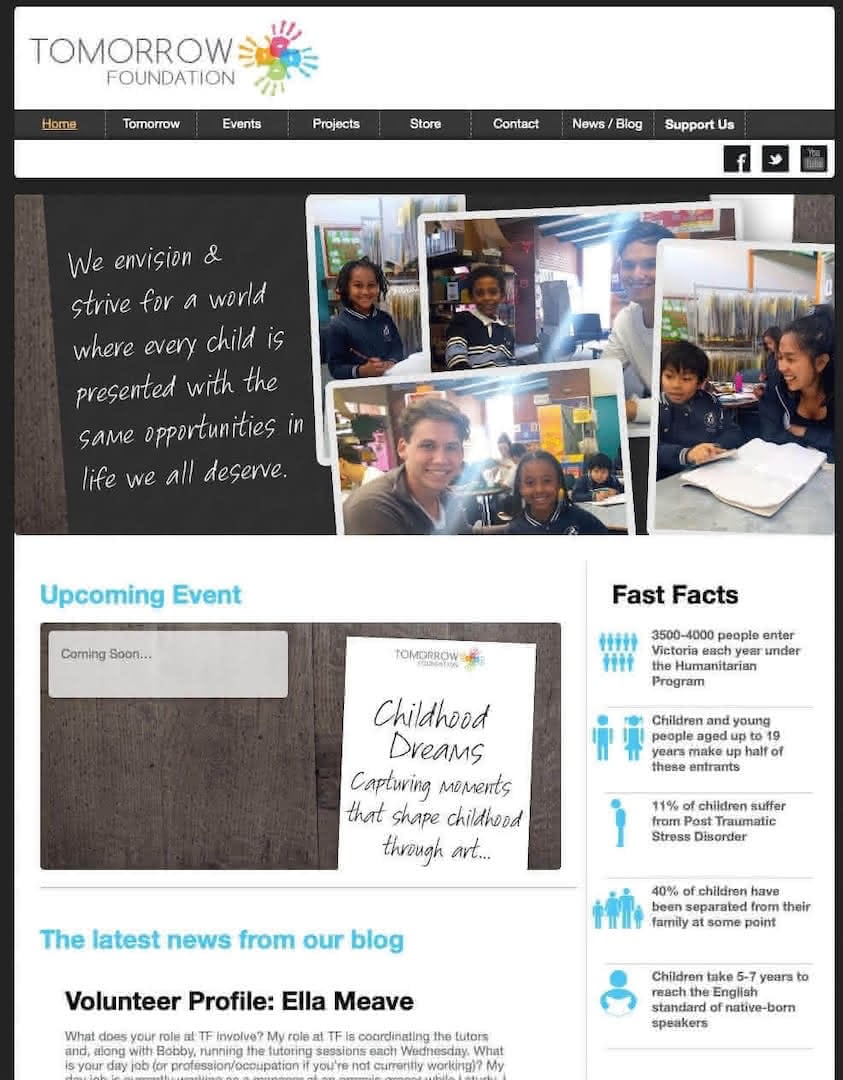 TOMORROW
FOUNDATION
Home Tomorrow Events Projects Store Contact News / Blog Support Us
You
Tube
We envision &
strive for a world
where every child is
presented with the
same opportunities in
life we all deserve.
Upcoming Event
Coming Soon...
TOMORROW
FOUNDATION
Childhood
Dreams
Capturing moments
that shape childhood
through art...
The latest news from our blog
Volunteer Profile: Ella Meave
What does your role at TF involve? My role at TF is coordinating the tutors
and, along with Bobby, running the tutoring sessions each Wednesday. What
is your day job (or profession/occupation if you're not currently working)? My
Fast Facts
3500-4000 people enter
Victoria each year under
the Humanitarian
Program
Children and young
people aged up to 19
years make up half of
these entrants
11% of children suffer
from Post Traumatic
Stress Disorder
40% of children have
been separated from their
family at some point
Children take 5-7 years to
reach the English
standard of native-born
speakers